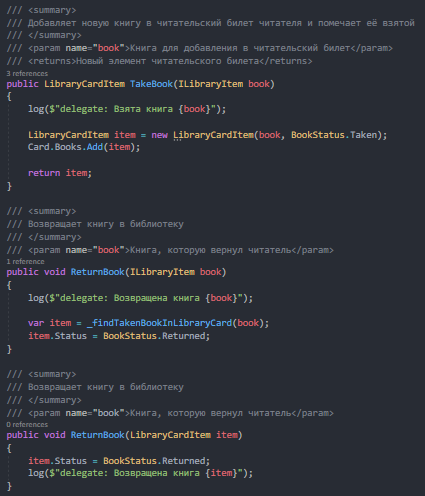 /// <summary>
/// Добавляет новую книгу в читательский билет читателя и помечает её взятой
/// </summary>
/// <param name="book">Книга для добавления в читательский билет</param>
/// <returns>Новый элемент читательского билета</returns>
3 references
public LibraryCardItem TakeBook(ILibraryItem book)
{
log($"delegate: Взята книга {book}");
LibraryCardItem item = new LibraryCardItem(book, BookStatus.Taken);
Card.Books.Add(item);
return item;
}
/// <summary>
/// Возвращает книгу в библиотеку
/// </summary>
/// <param name="book">Книга, которую вернул читатель</param>
1 reference
public void ReturnBook(ILibraryItem book)
{
log($"delegate: Возвращена книга {book}");
var item = _findTakenBookInLibraryCard(book);
item.Status = BookStatus.Returned;
}
/// <summary>
/// Возвращает книгу в библиотеку
/// </summary>
/// <param name="book">Книга, которую вернул читатель</param>
0 references
public void ReturnBook(LibraryCardItem item)
{
item.Status = BookStatus.Returned;
log($"delegate: Возвращена книга {item}");
}